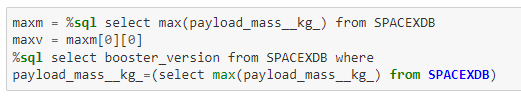 maxm = %sql select max(payload_mass__kg_) from SPACEXDB
maxv = maxm[0][0]
%sql select booster_version from SPACEXDB where
payload_mass__kg_=(select max(payload_mass__kg_) from SPACEXDB)